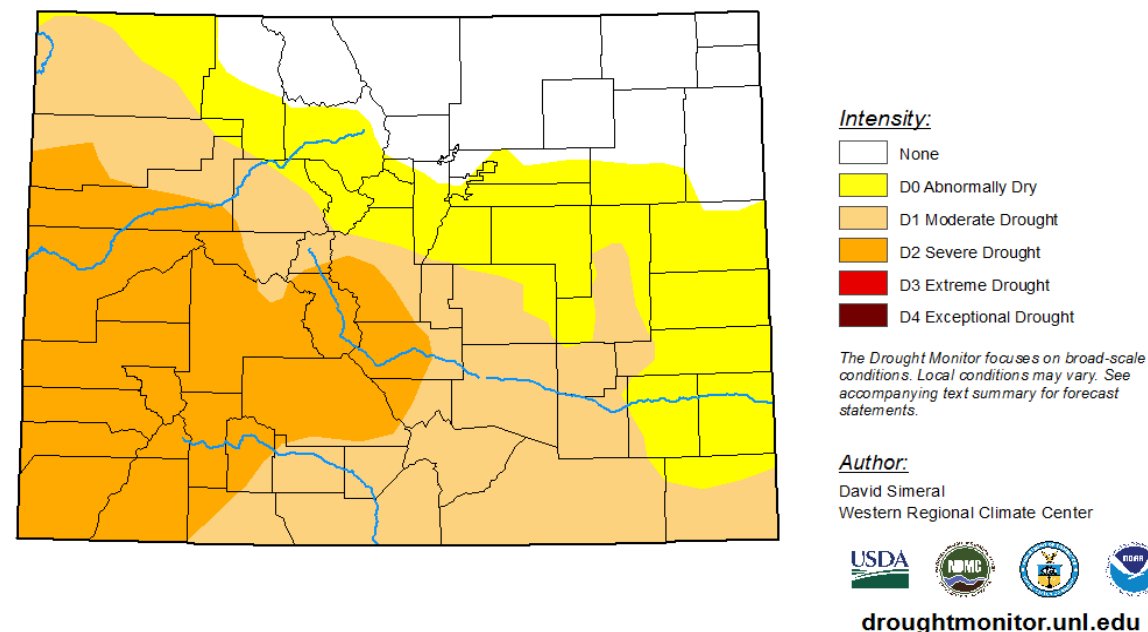 Intensity:
None
D0 Abnormally Dry
D1 Moderate Drought
D2 Severe Drought
D3 Extreme Drought
D4 Exceptional Drought
The Drought Monitor focuses on broad-scale
conditions. Local conditions may vary. See
accompanying text summary for forecast
statements.
Author:
David Simeral
Western Regional Climate Center
USDA
NDMC
NOAA
droughtmonitor.unl.edu